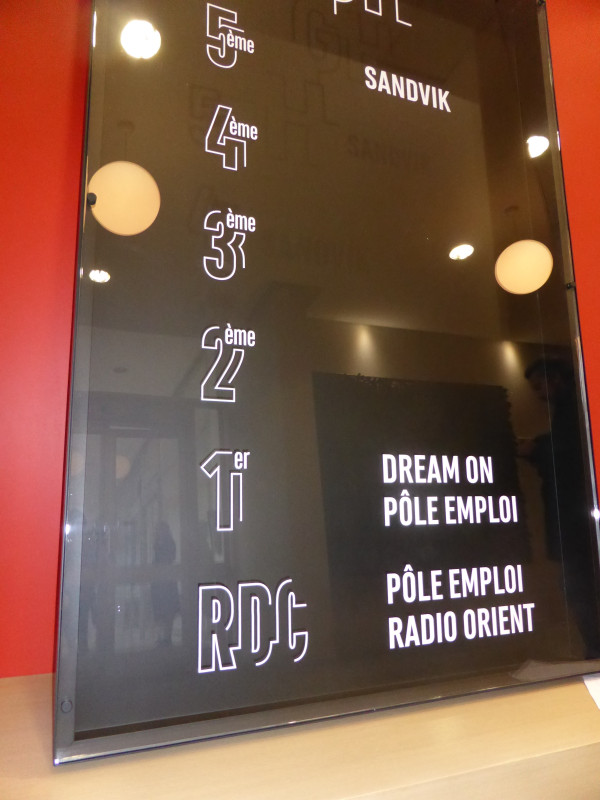 5ème
SANDVIK
4ème
3ème
2ème
1er
DREAM ON
PÔLE EMPLOI
RDC
PÔLE EMPLOI
RADIO ORIENT